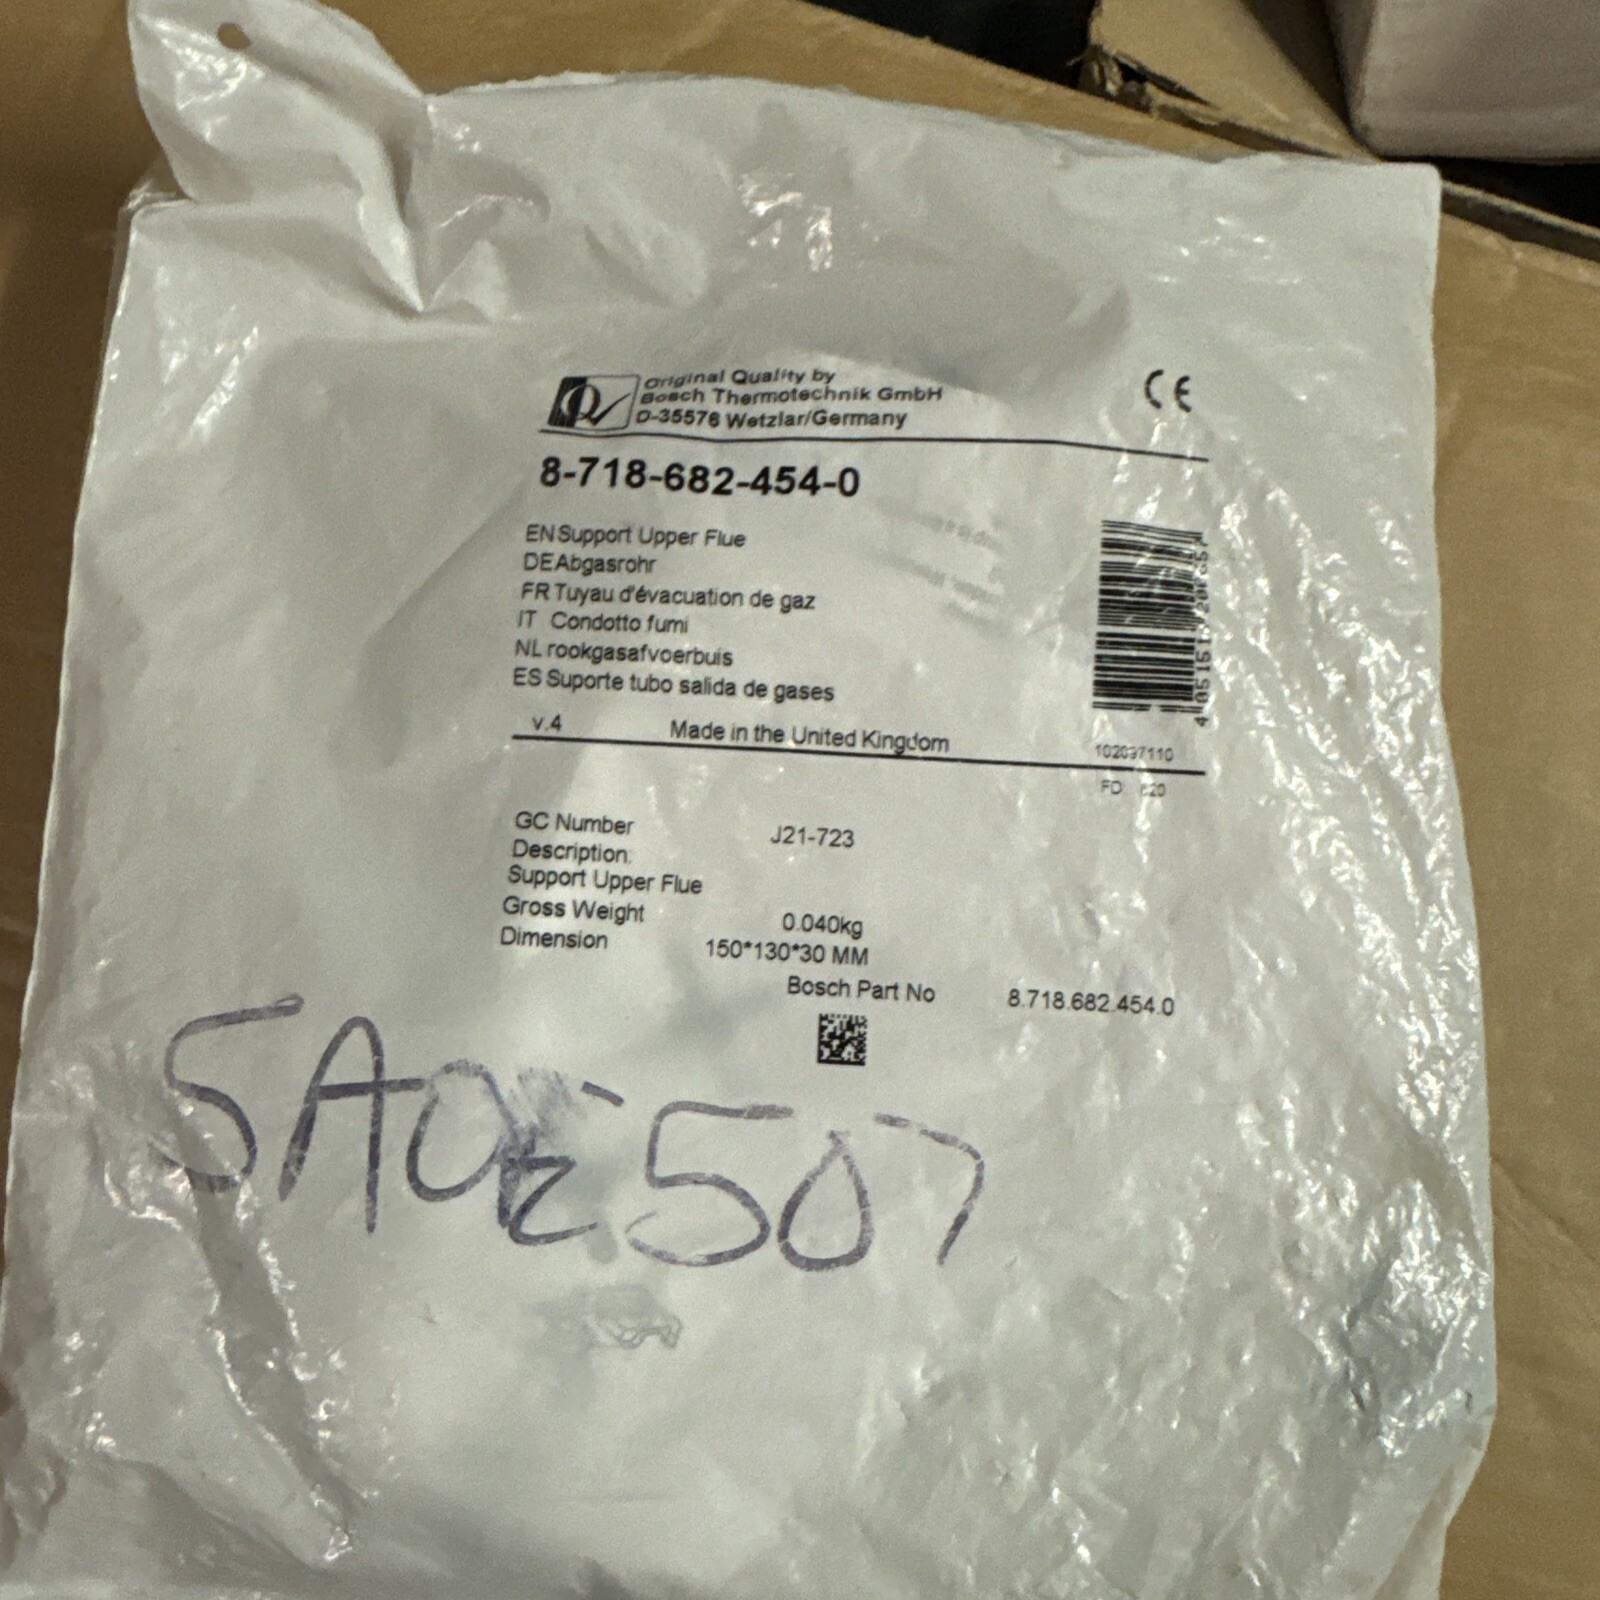 Original Quality by
Bosch Thermotechnik GmbH
D-35576 Wetzlar/Germany
CE
8-718-682-454-0
EN Support Upper Flue
DE Abgasrohr
FR Tuyau d'évacuation de gaz
IT Condotto fumi
NL rookgasafvoerbuis
ES Suporte tubo salida de gases
v.4 Made in the United Kingdom
102097110
FD
GC Number J21-723
Description:
Support Upper Flue
Gross Weight 0.040kg
Dimension 150*130*30 MM
Bosch Part No 8.718.682.454.0
507